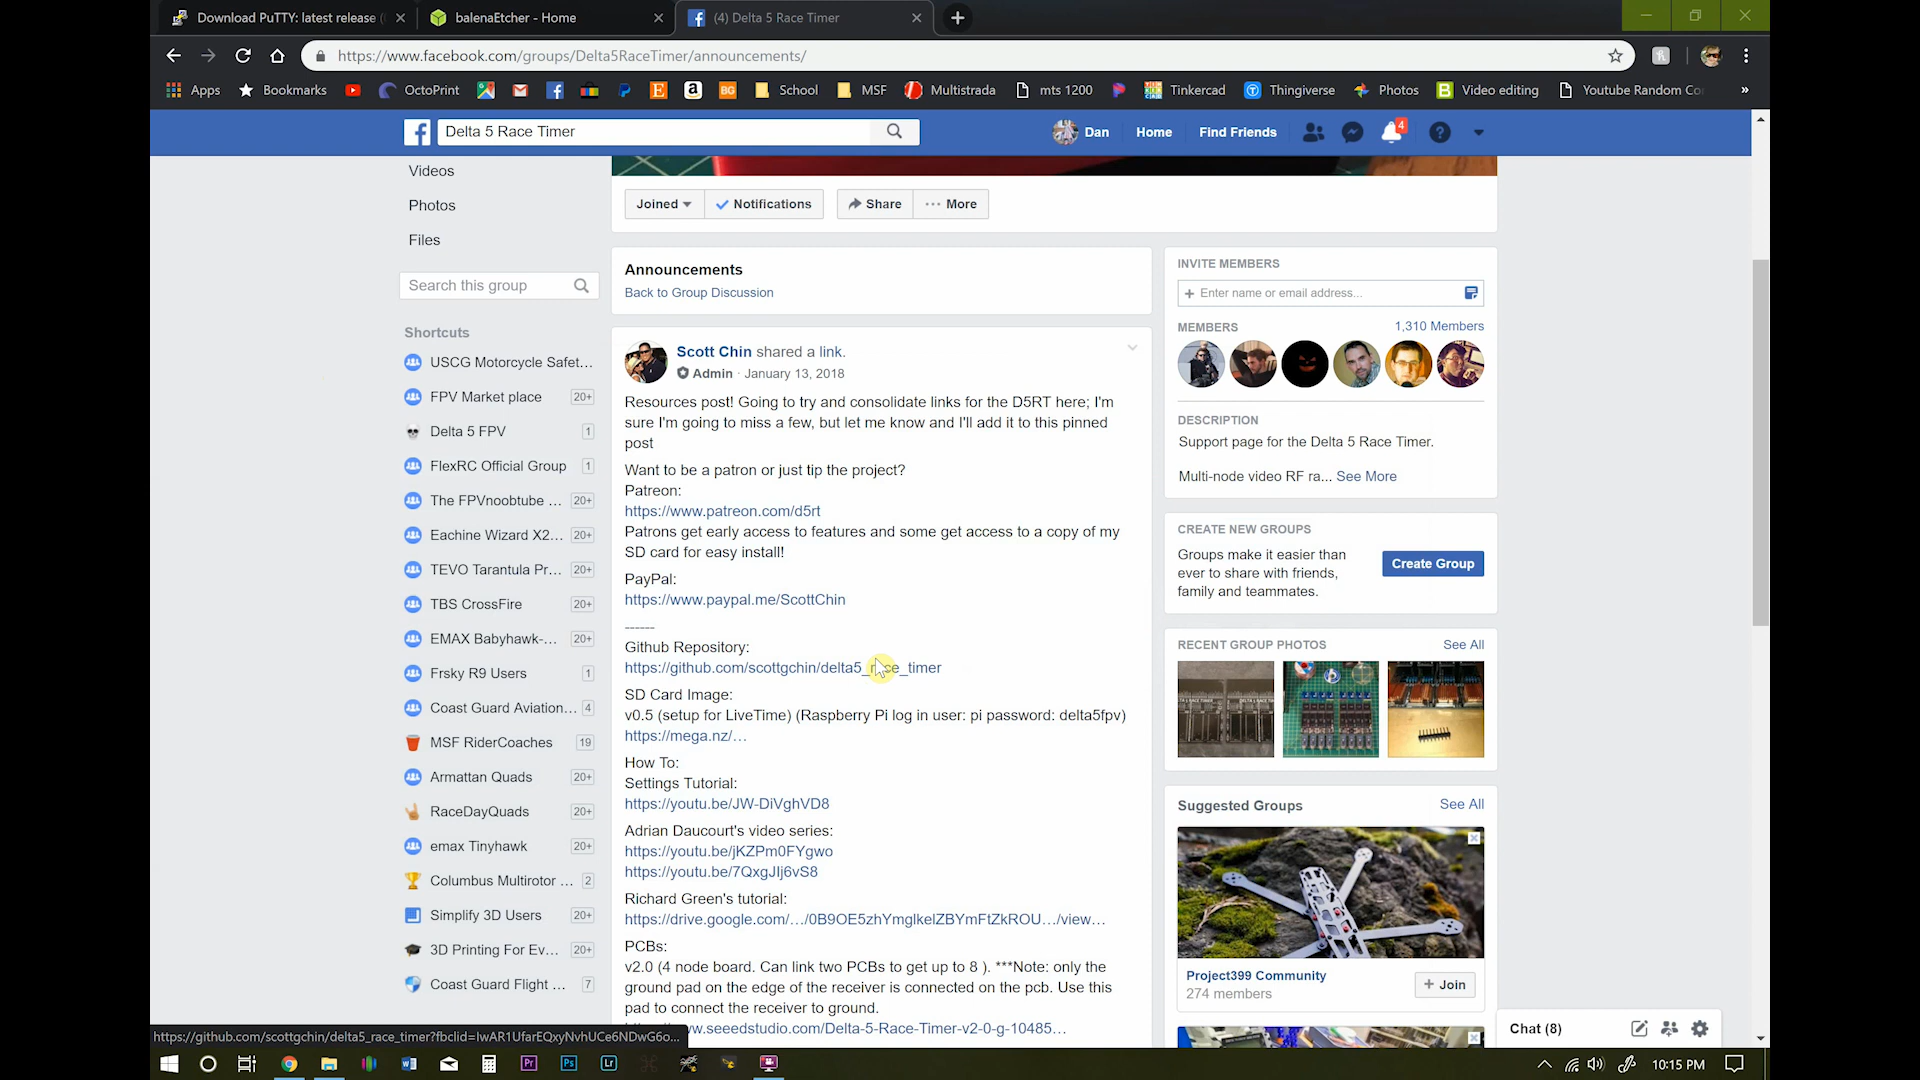 Download PuTTY: latest release (
balenaEtcher - Home
(4) Delta 5 Race Timer
https://www.facebook.com/groups/Delta5RaceTimer/announcements/
Apps
Bookmarks
OctoPrint
School
MSF
Multistrada
mts 1200
Tinkercad
Thingiverse
Photos
Video editing
Youtube Random Co
»
Delta 5 Race Timer
Dan
Home
Find Friends
4
Videos
Photos
Files
Search this group
Shortcuts
USCG Motorcycle Safet...
FPV Market place 20+
Delta 5 FPV 1
FlexRC Official Group 1
The FPVnoobtube ... 20+
Eachine Wizard X2... 20+
TEVO Tarantula Pr... 20+
TBS CrossFire 20+
EMAX Babyhawk-... 20+
Frsky R9 Users 1
Coast Guard Aviation... 4
MSF RiderCoaches 19
Armattan Quads 20+
RaceDayQuads 20+
emax Tinyhawk 20+
Columbus Multirotor ... 2
Simplify 3D Users 20+
3D Printing For Ev... 20+
Coast Guard Flight ... 7
Joined
Notifications
Share
More
Announcements
Back to Group Discussion
Scott Chin shared a link.
Admin · January 13, 2018
Resources post! Going to try and consolidate links for the D5RT here; I'm
sure I'm going to miss a few, but let me know and I'll add it to this pinned
post
Want to be a patron or just tip the project?
Patreon:
https://www.patreon.com/d5rt
Patrons get early access to features and some get access to a copy of my
SD card for easy install!
PayPal:
https://www.paypal.me/ScottChin
------
Github Repository:
https://github.com/scottgchin/delta5_race_timer
SD Card Image:
v0.5 (setup for LiveTime) (Raspberry Pi log in user: pi password: delta5fpv)
https://mega.nz/...
How To:
Settings Tutorial:
https://youtu.be/JW-DiVghVD8
Adrian Daucourt's video series:
https://youtu.be/jKZPm0FYgwo
https://youtu.be/7QxgJIj6vS8
Richard Green's tutorial:
https://drive.google.com/.../0B9OE5zhYmglkelZBYmFtZkROU.../view...
PCBs:
v2.0 (4 node board. Can link two PCBs to get up to 8 ). ***Note: only the
ground pad on the edge of the receiver is connected on the pcb. Use this
pad to connect the receiver to ground.
ww.seeedstudio.com/Delta-5-Race-Timer-v2-0-g-10485...
INVITE MEMBERS
+ Enter name or email address...
MEMBERS
1,310 Members
DESCRIPTION
Support page for the Delta 5 Race Timer.
Multi-node video RF ra... See More
CREATE NEW GROUPS
Groups make it easier than
ever to share with friends,
family and teammates.
Create Group
RECENT GROUP PHOTOS
See All
Suggested Groups
See All
Project399 Community
274 members
+ Join
Chat (8)
https://github.com/scottgchin/delta5_race_timer?fbclid=IwAR1UfarEQxyNvhUCe6NDwG6o...
10:15 PM